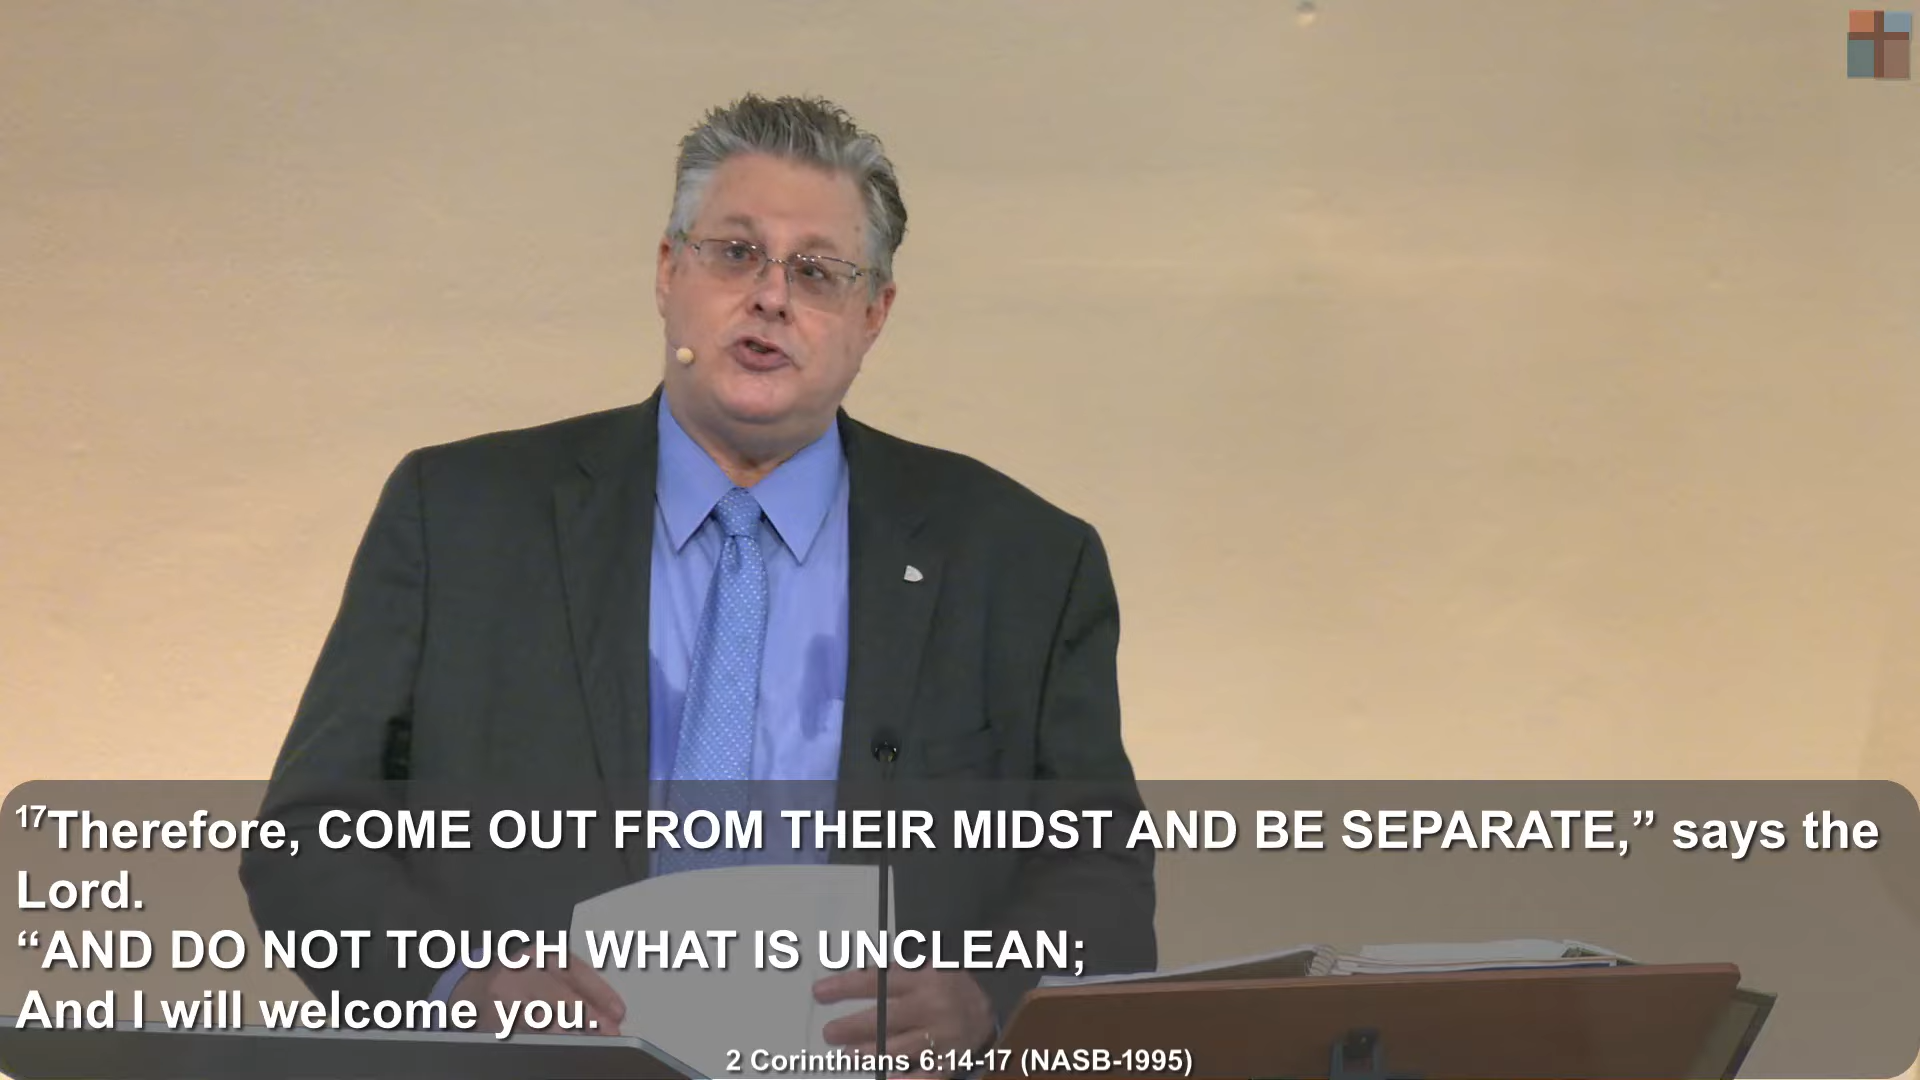 17Therefore, COME OUT FROM THEIR MIDST AND BE SEPARATE,” says the
Lord.
“AND DO NOT TOUCH WHAT IS UNCLEAN;
And I will welcome you.
2 Corinthians 6:14-17 (NASB-1995)